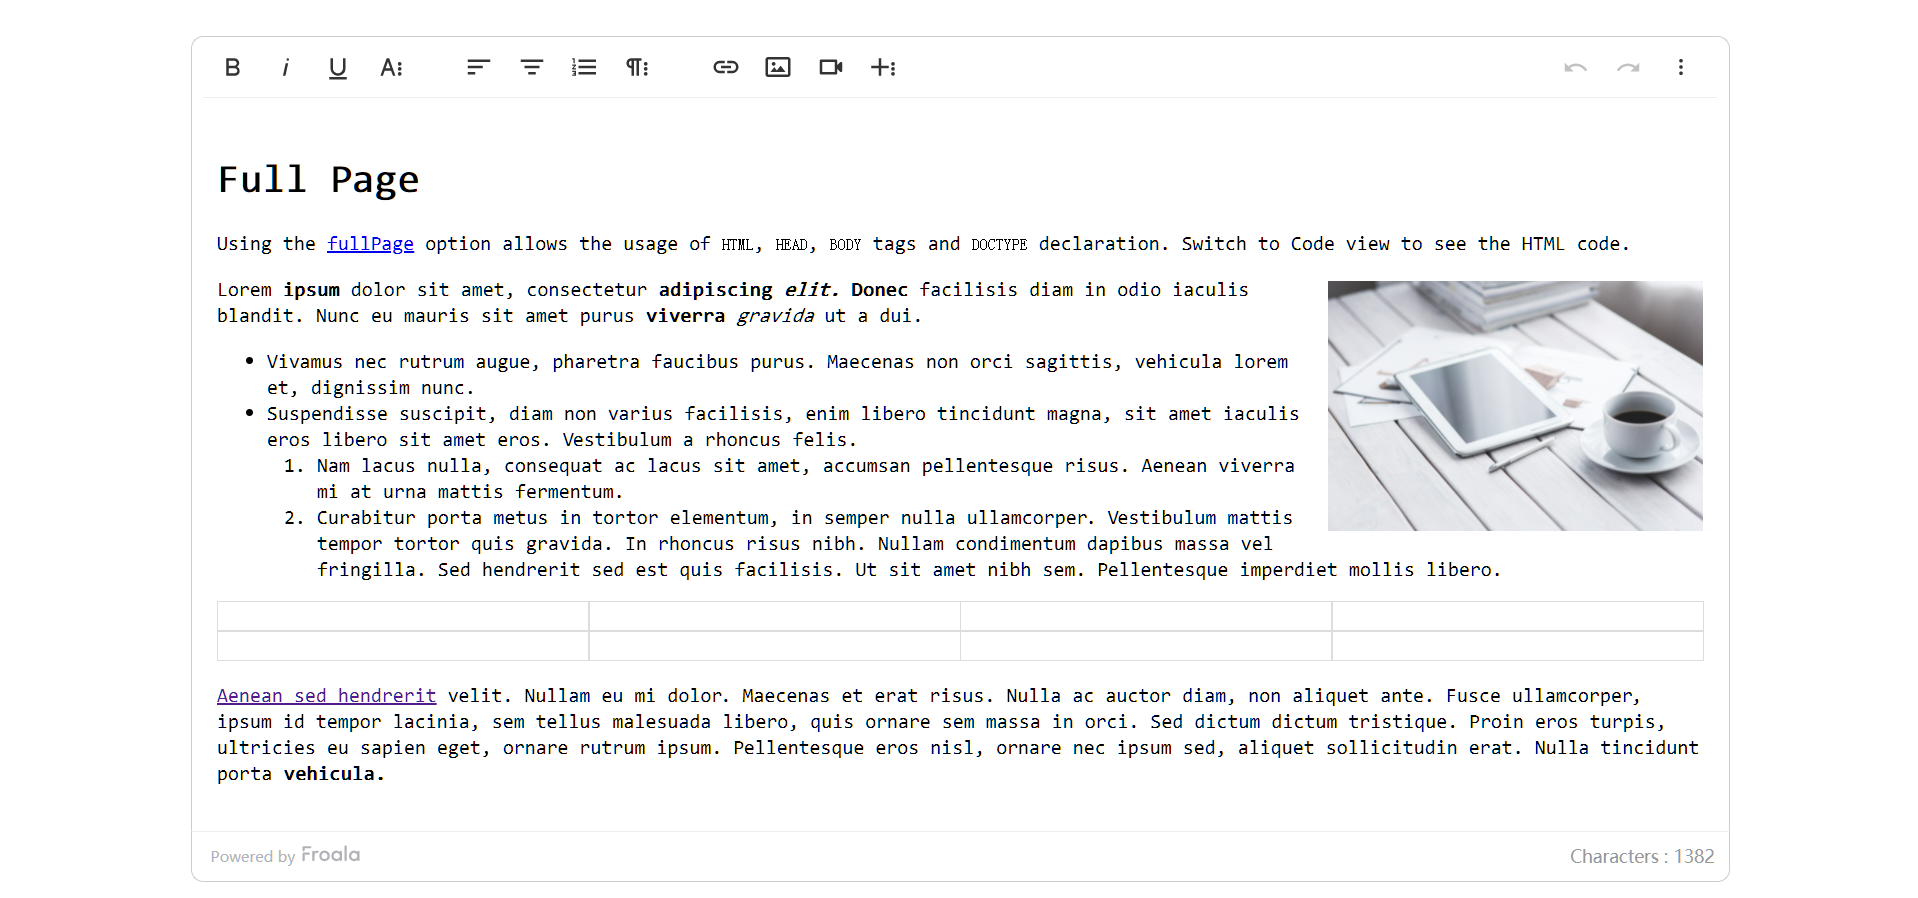 Full Page
Using the fullPage option allows the usage of HTML, HEAD, BODY tags and DOCTYPE declaration. Switch to Code view to see the HTML code.
Lorem ipsum dolor sit amet, consectetur adipiscing elit. Donec facilisis diam in odio iaculis
blandit. Nunc eu mauris sit amet purus viverra gravida ut a dui.
• Vivamus nec rutrum augue, pharetra faucibus purus. Maecenas non orci sagittis, vehicula lorem
et, dignissim nunc.
• Suspendisse suscipit, diam non varius facilisis, enim libero tincidunt magna, sit amet iaculis
eros libero sit amet eros. Vestibulum a rhoncus felis.
1. Nam lacus nulla, consequat ac lacus sit amet, accumsan pellentesque risus. Aenean viverra
mi at urna mattis fermentum.
2. Curabitur porta metus in tortor elementum, in semper nulla ullamcorper. Vestibulum mattis
tempor tortor quis gravida. In rhoncus risus nibh. Nullam condimentum dapibus massa vel
fringilla. Sed hendrerit sed est quis facilisis. Ut sit amet nibh sem. Pellentesque imperdiet mollis libero.
Aenean sed hendrerit velit. Nullam eu mi dolor. Maecenas et erat risus. Nulla ac auctor diam, non aliquet ante. Fusce ullamcorper,
ipsum id tempor lacinia, sem tellus malesuada libero, quis ornare sem massa in orci. Sed dictum dictum tristique. Proin eros turpis,
ultricies eu sapien eget, ornare rutrum ipsum. Pellentesque eros nisl, ornare nec ipsum sed, aliquet sollicitudin erat. Nulla tincidunt
porta vehicula.
Powered by Froala
Characters : 1382